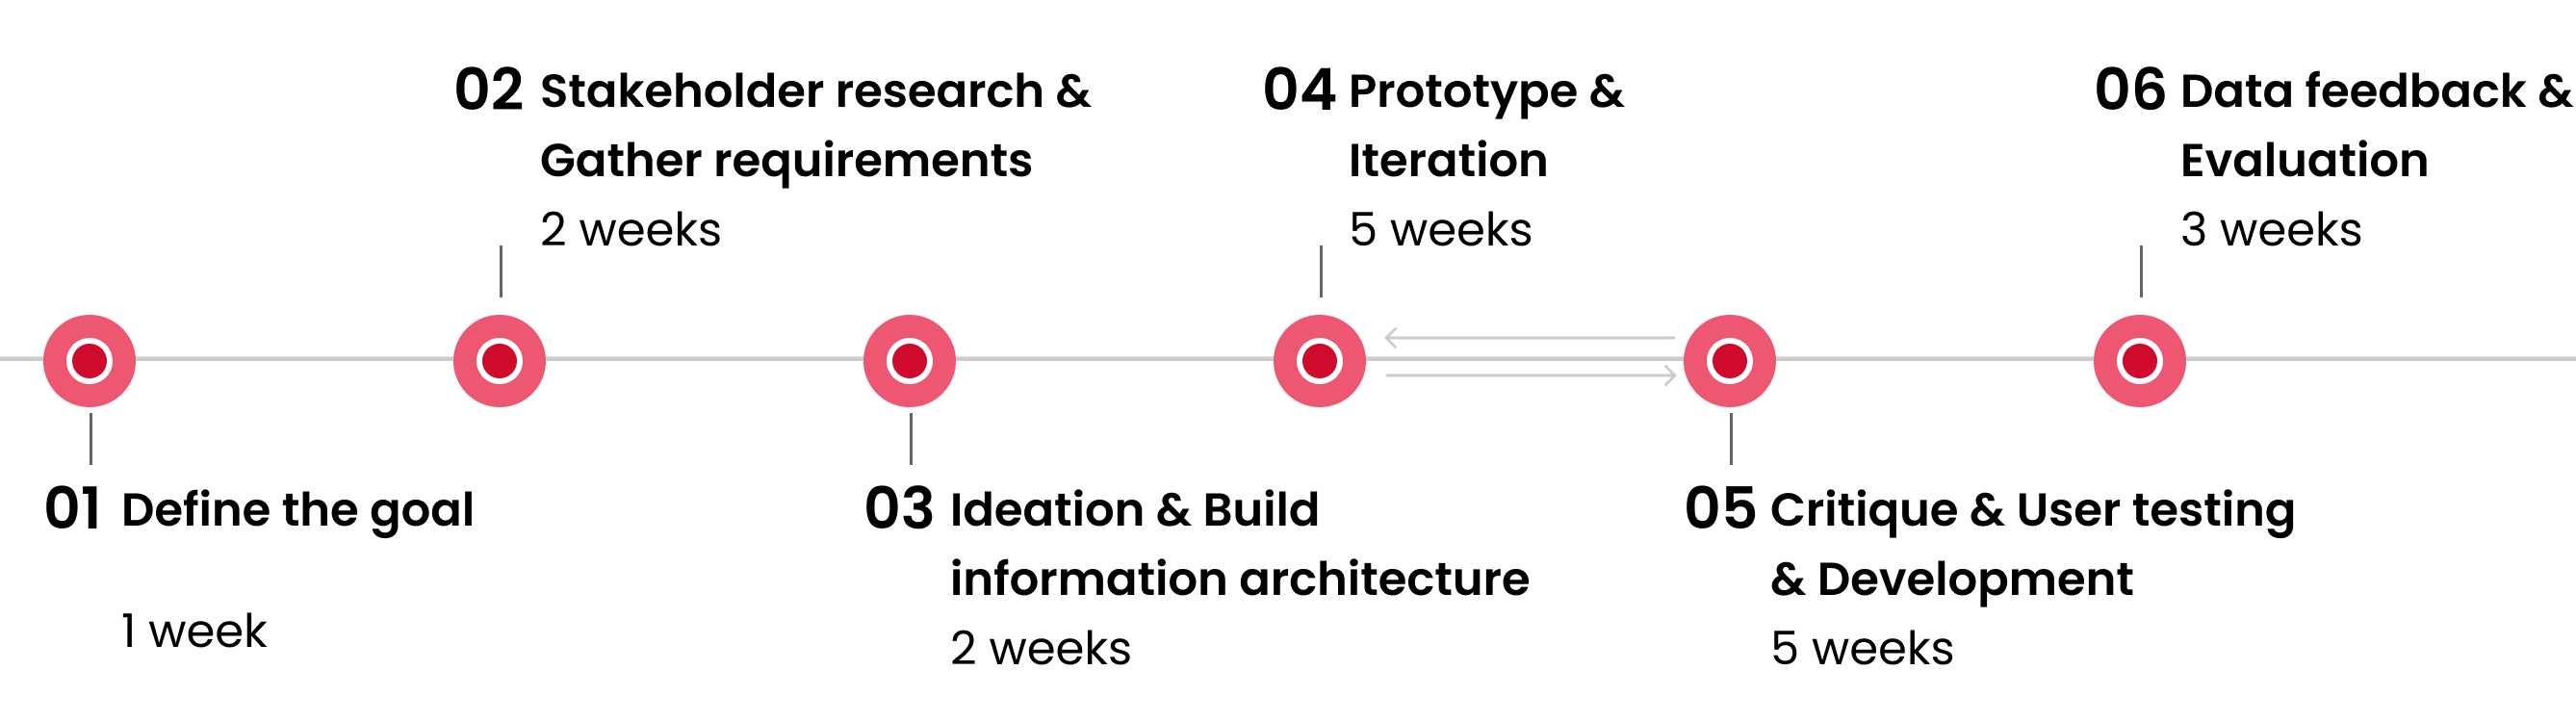 01 Define the goal
1 week
02 Stakeholder research &
Gather requirements
2 weeks
03 Ideation & Build
information architecture
2 weeks
04 Prototype &
Iteration
5 weeks
05 Critique & User testing
& Development
5 weeks
06 Data feedback &
Evaluation
3 weeks